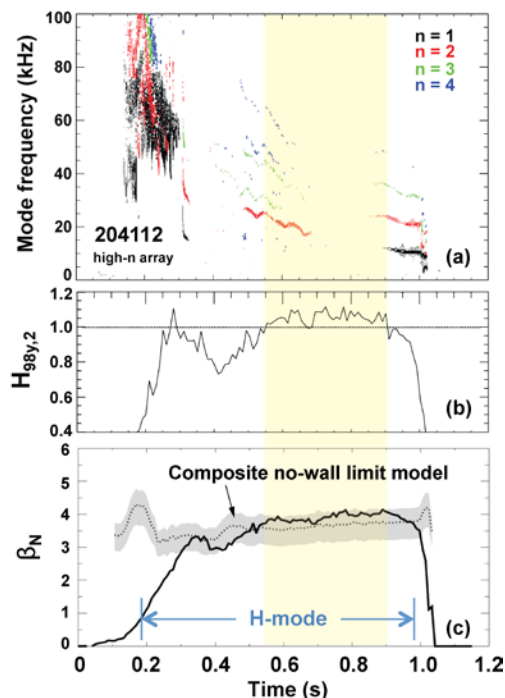 100
80
60
40
20
0
Mode frequency (kHz)
n = 1
n = 2
n = 3
n = 4
204112
high-n array
(a)
1.2
1.0
0.8
0.6
0.4
H98y,2
(b)
6
5
4
3
2
1
0
βN
Composite no-wall limit model
H-mode
(c)
0 0.2 0.4 0.6 0.8 1.0 1.2
Time (s)